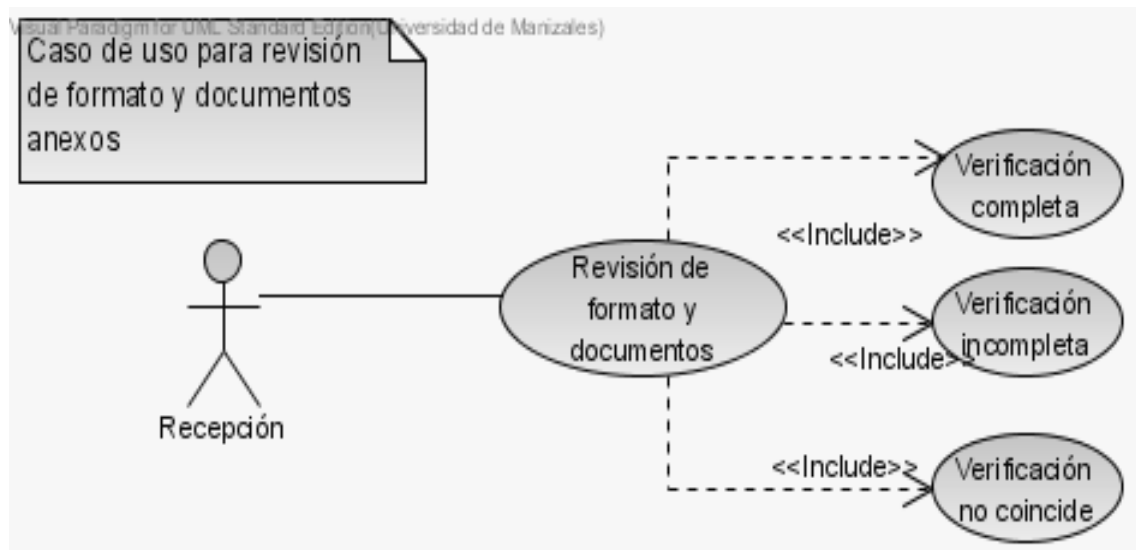 Visual Paradigm for UML Standard Edition(Universidad de Manizales)
Caso de uso para revisión
de formato y documentos
anexos
Verificación
completa
<<Include>>
Revisión de
formato y
documentos
Verificación
incompleta
<<Include>>
Recepción
<<Include>>
Verificación
no coincide